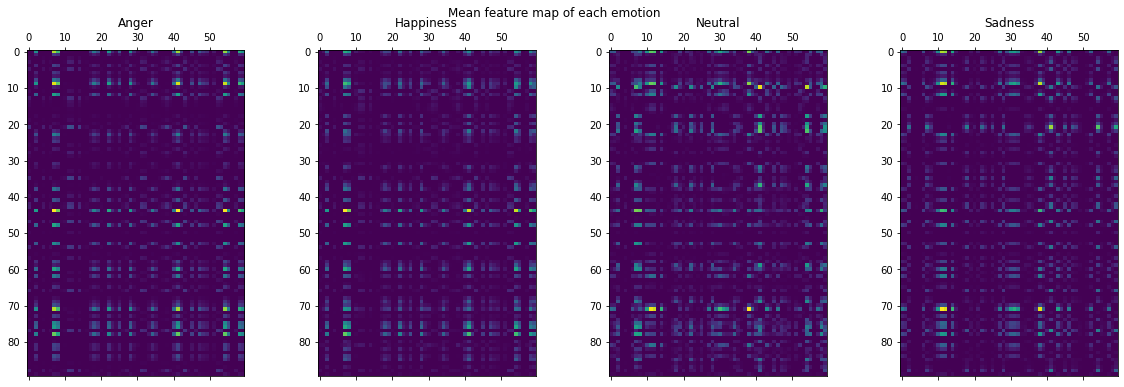 Mean feature map of each emotion
Anger
Happiness
Neutral
Sadness
0 10 20 30 40 50
0 10 20 30 40 50
0 10 20 30 40 50
0 10 20 30 40 50
0 0 0 0
10 10 10 10
20 20 20 20
30 30 30 30
40 40 40 40
50 50 50 50
60 60 60 60
70 70 70 70
80 80 80 80